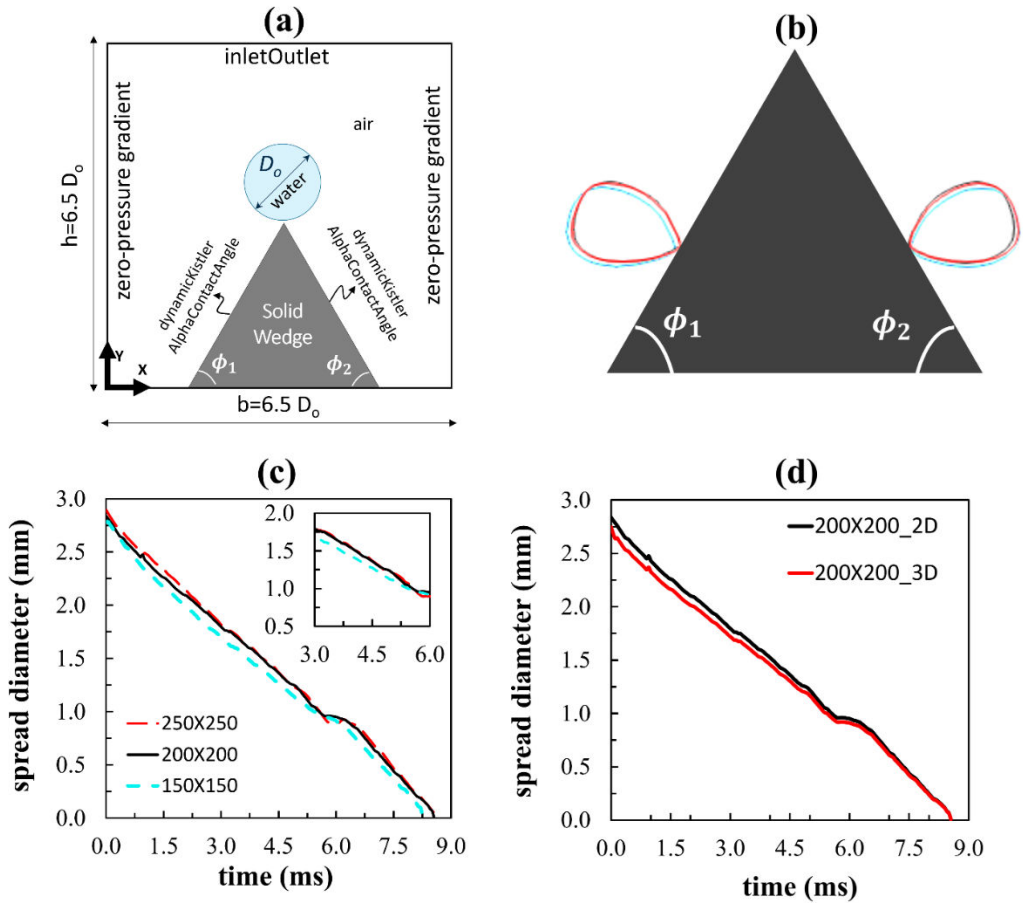 (a)
inletOutlet
zero-pressure gradient
h=6.5 Dₒ
air
Dₒ
water
dynamicKistler
AlphaContactAngle
dynamicKistler
AlphaContactAngle
zero-pressure gradient
Solid
Wedge
ϕ₁
ϕ₂
Y
X
b=6.5 Dₒ
(b)
ϕ₁
ϕ₂
(c)
spread diameter (mm)
3.0
2.5
2.0
1.5
1.0
0.5
0.0
2.0
1.5
1.0
0.5
3.0 4.5 6.0
250X250
200X200
150X150
0.0 1.5 3.0 4.5 6.0 7.5 9.0
time (ms)
(d)
spread diameter (mm)
3.0
2.5
2.0
1.5
1.0
0.5
0.0
200X200_2D
200X200_3D
0.0 1.5 3.0 4.5 6.0 7.5 9.0
time (ms)